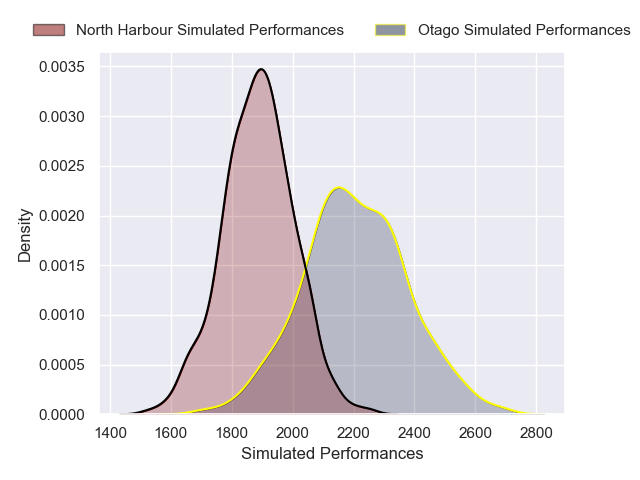 North Harbour Simulated Performances  Otago Simulated Performances
0.0035
0.0030
0.0025
0.0020
0.0015
0.0010
0.0005
0.0000
Density
1400 1600 1800 2000 2200 2400 2600 2800
Simulated Performances